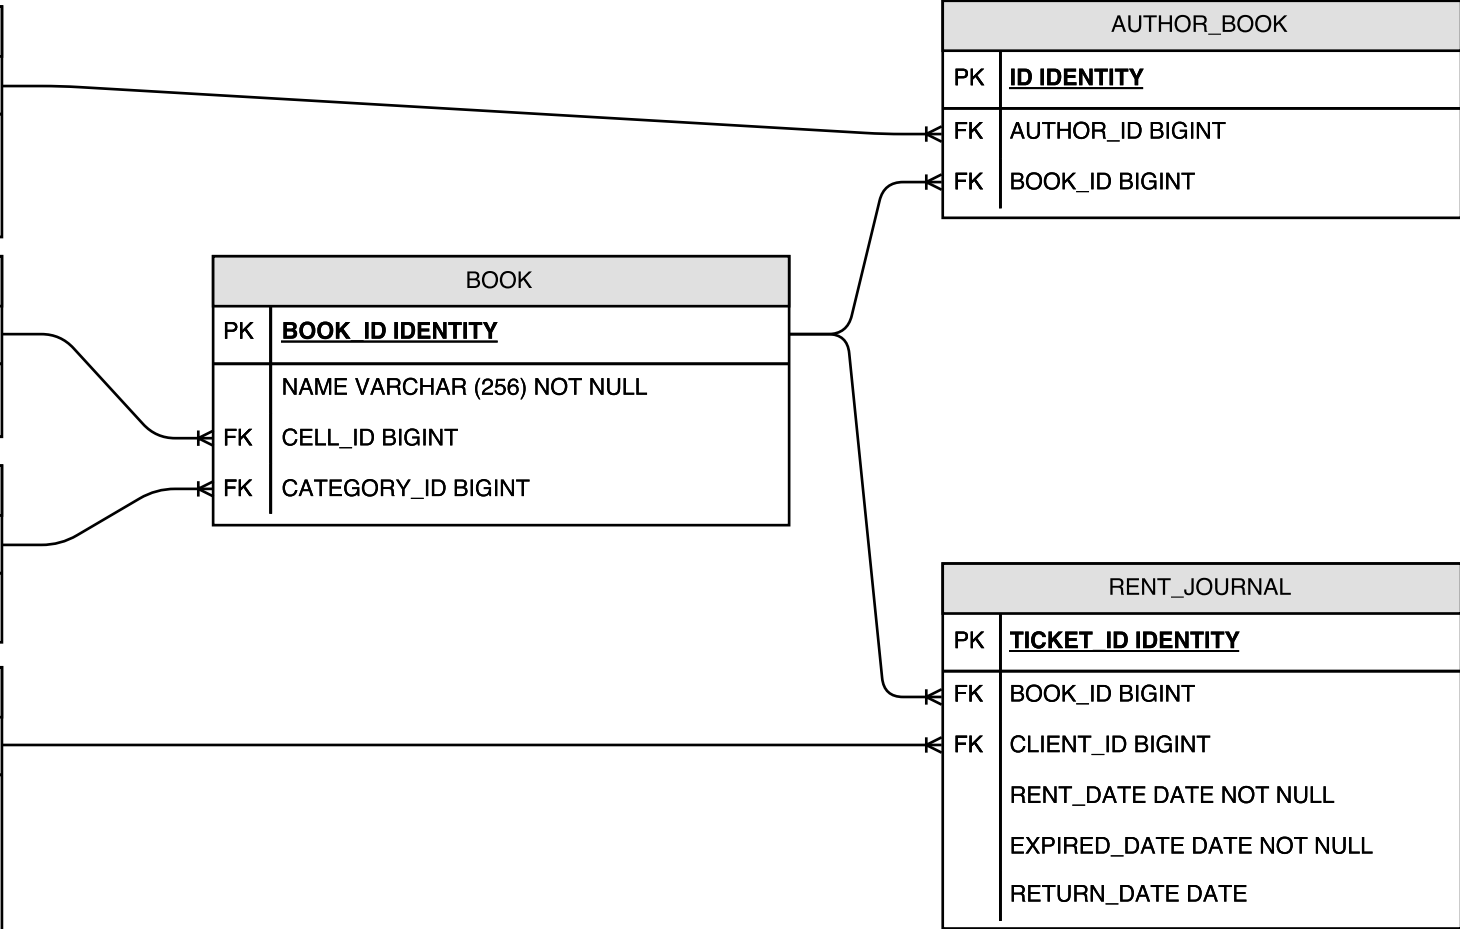 AUTHOR_BOOK
PK ID IDENTITY
FK AUTHOR_ID BIGINT
FK BOOK_ID BIGINT
BOOK
PK BOOK_ID IDENTITY
NAME VARCHAR (256) NOT NULL
FK CELL_ID BIGINT
FK CATEGORY_ID BIGINT
RENT_JOURNAL
PK TICKET_ID IDENTITY
FK BOOK_ID BIGINT
FK CLIENT_ID BIGINT
RENT_DATE DATE NOT NULL
EXPIRED_DATE DATE NOT NULL
RETURN_DATE DATE